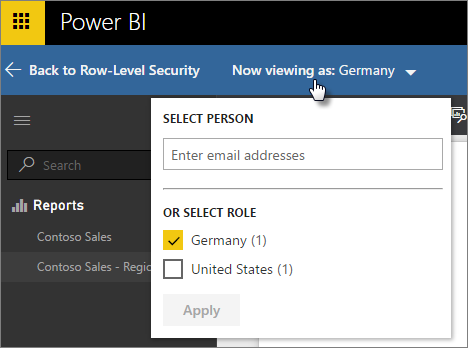 Power BI
Back to Row-Level Security
Now viewing as: Germany
SELECT PERSON
Enter email addresses
Search
OR SELECT ROLE
Reports
Germany (1)
Contoso Sales
United States (1)
Contoso Sales - Regio
Apply